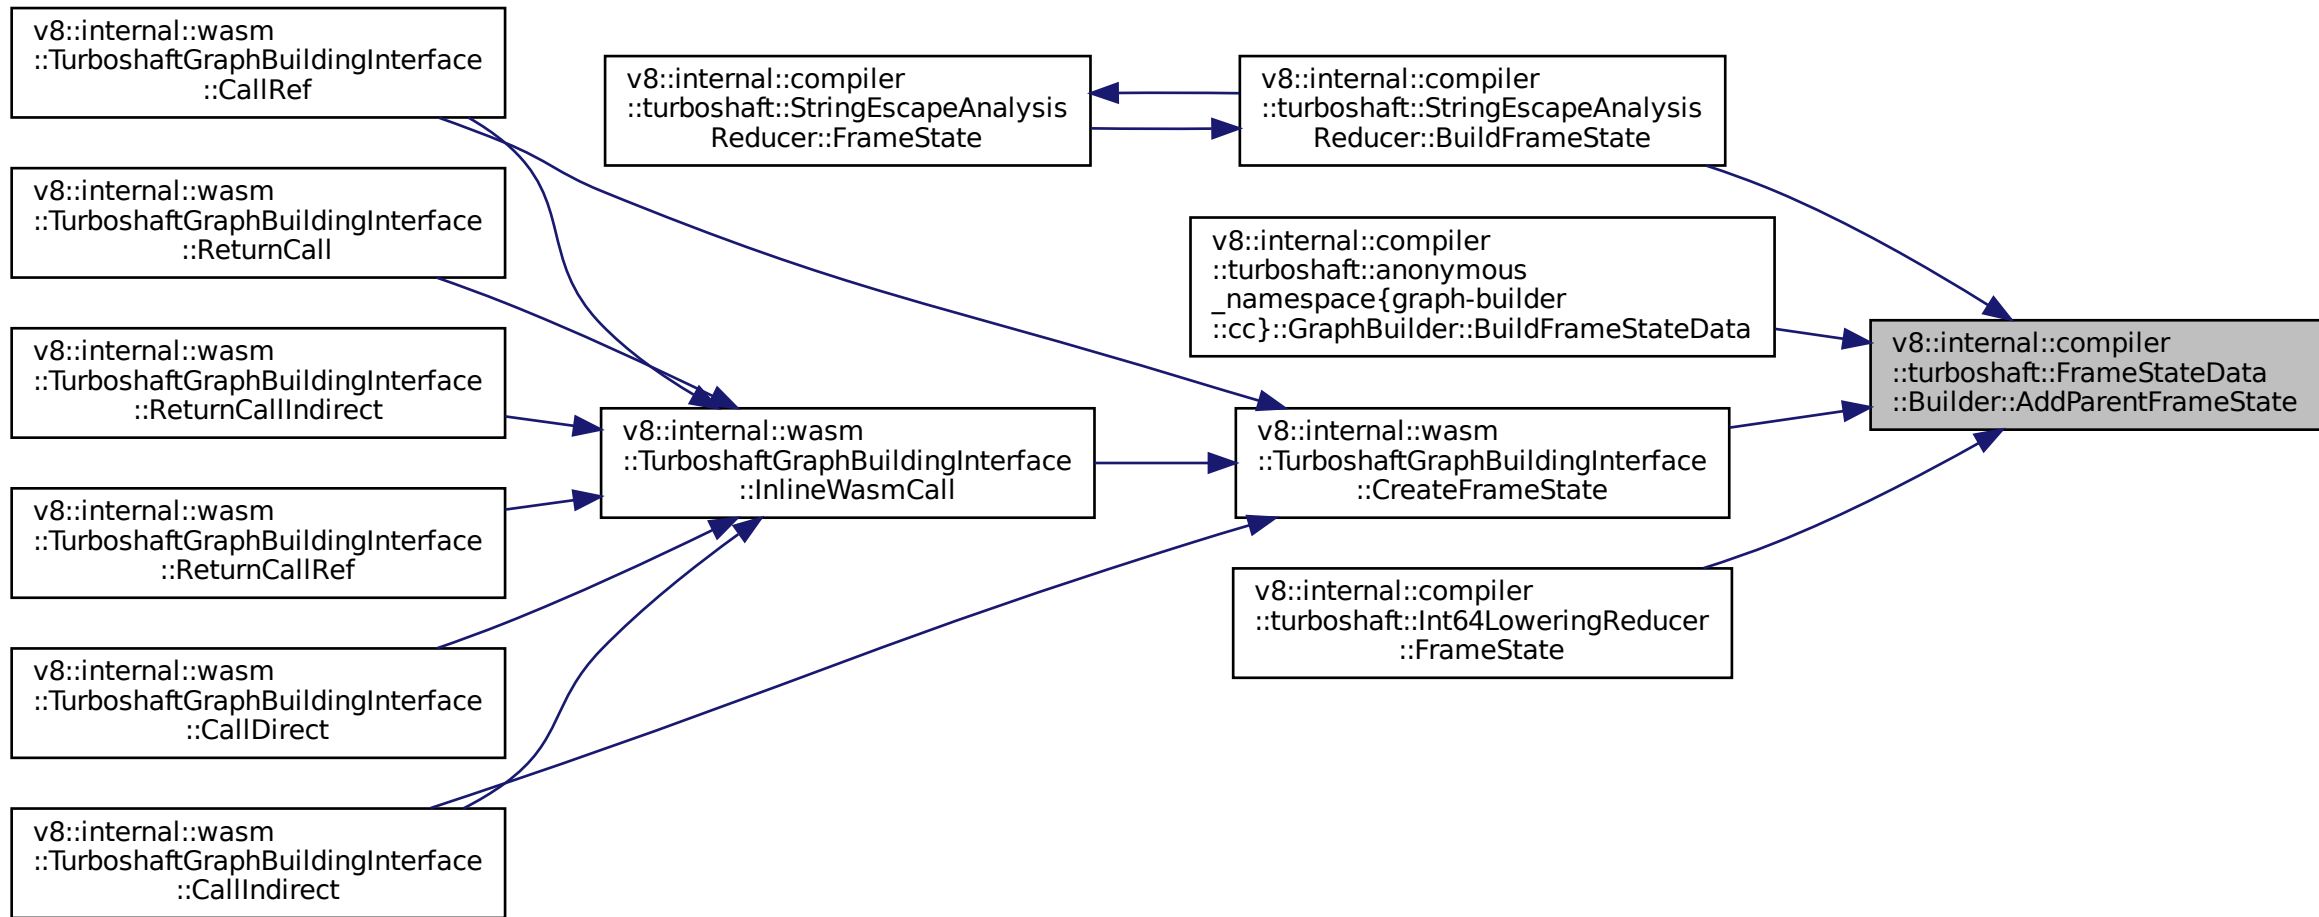 v8::internal::wasm
::TurboshaftGraphBuildingInterface
::CallRef
v8::internal::wasm
::TurboshaftGraphBuildingInterface
::ReturnCall
v8::internal::wasm
::TurboshaftGraphBuildingInterface
::ReturnCallIndirect
v8::internal::wasm
::TurboshaftGraphBuildingInterface
::ReturnCallRef
v8::internal::wasm
::TurboshaftGraphBuildingInterface
::CallDirect
v8::internal::wasm
::TurboshaftGraphBuildingInterface
::CallIndirect
v8::internal::compiler
::turboshaft::StringEscapeAnalysis
Reducer::FrameState
v8::internal::wasm
::TurboshaftGraphBuildingInterface
::InlineWasmCall
v8::internal::compiler
::turboshaft::StringEscapeAnalysis
Reducer::BuildFrameState
v8::internal::compiler
::turboshaft::anonymous
_namespace{graph-builder
::cc}::GraphBuilder::BuildFrameStateData
v8::internal::wasm
::TurboshaftGraphBuildingInterface
::CreateFrameState
v8::internal::compiler
::turboshaft::Int64LoweringReducer
::FrameState
v8::internal::compiler
::turboshaft::FrameStateData
::Builder::AddParentFrameState